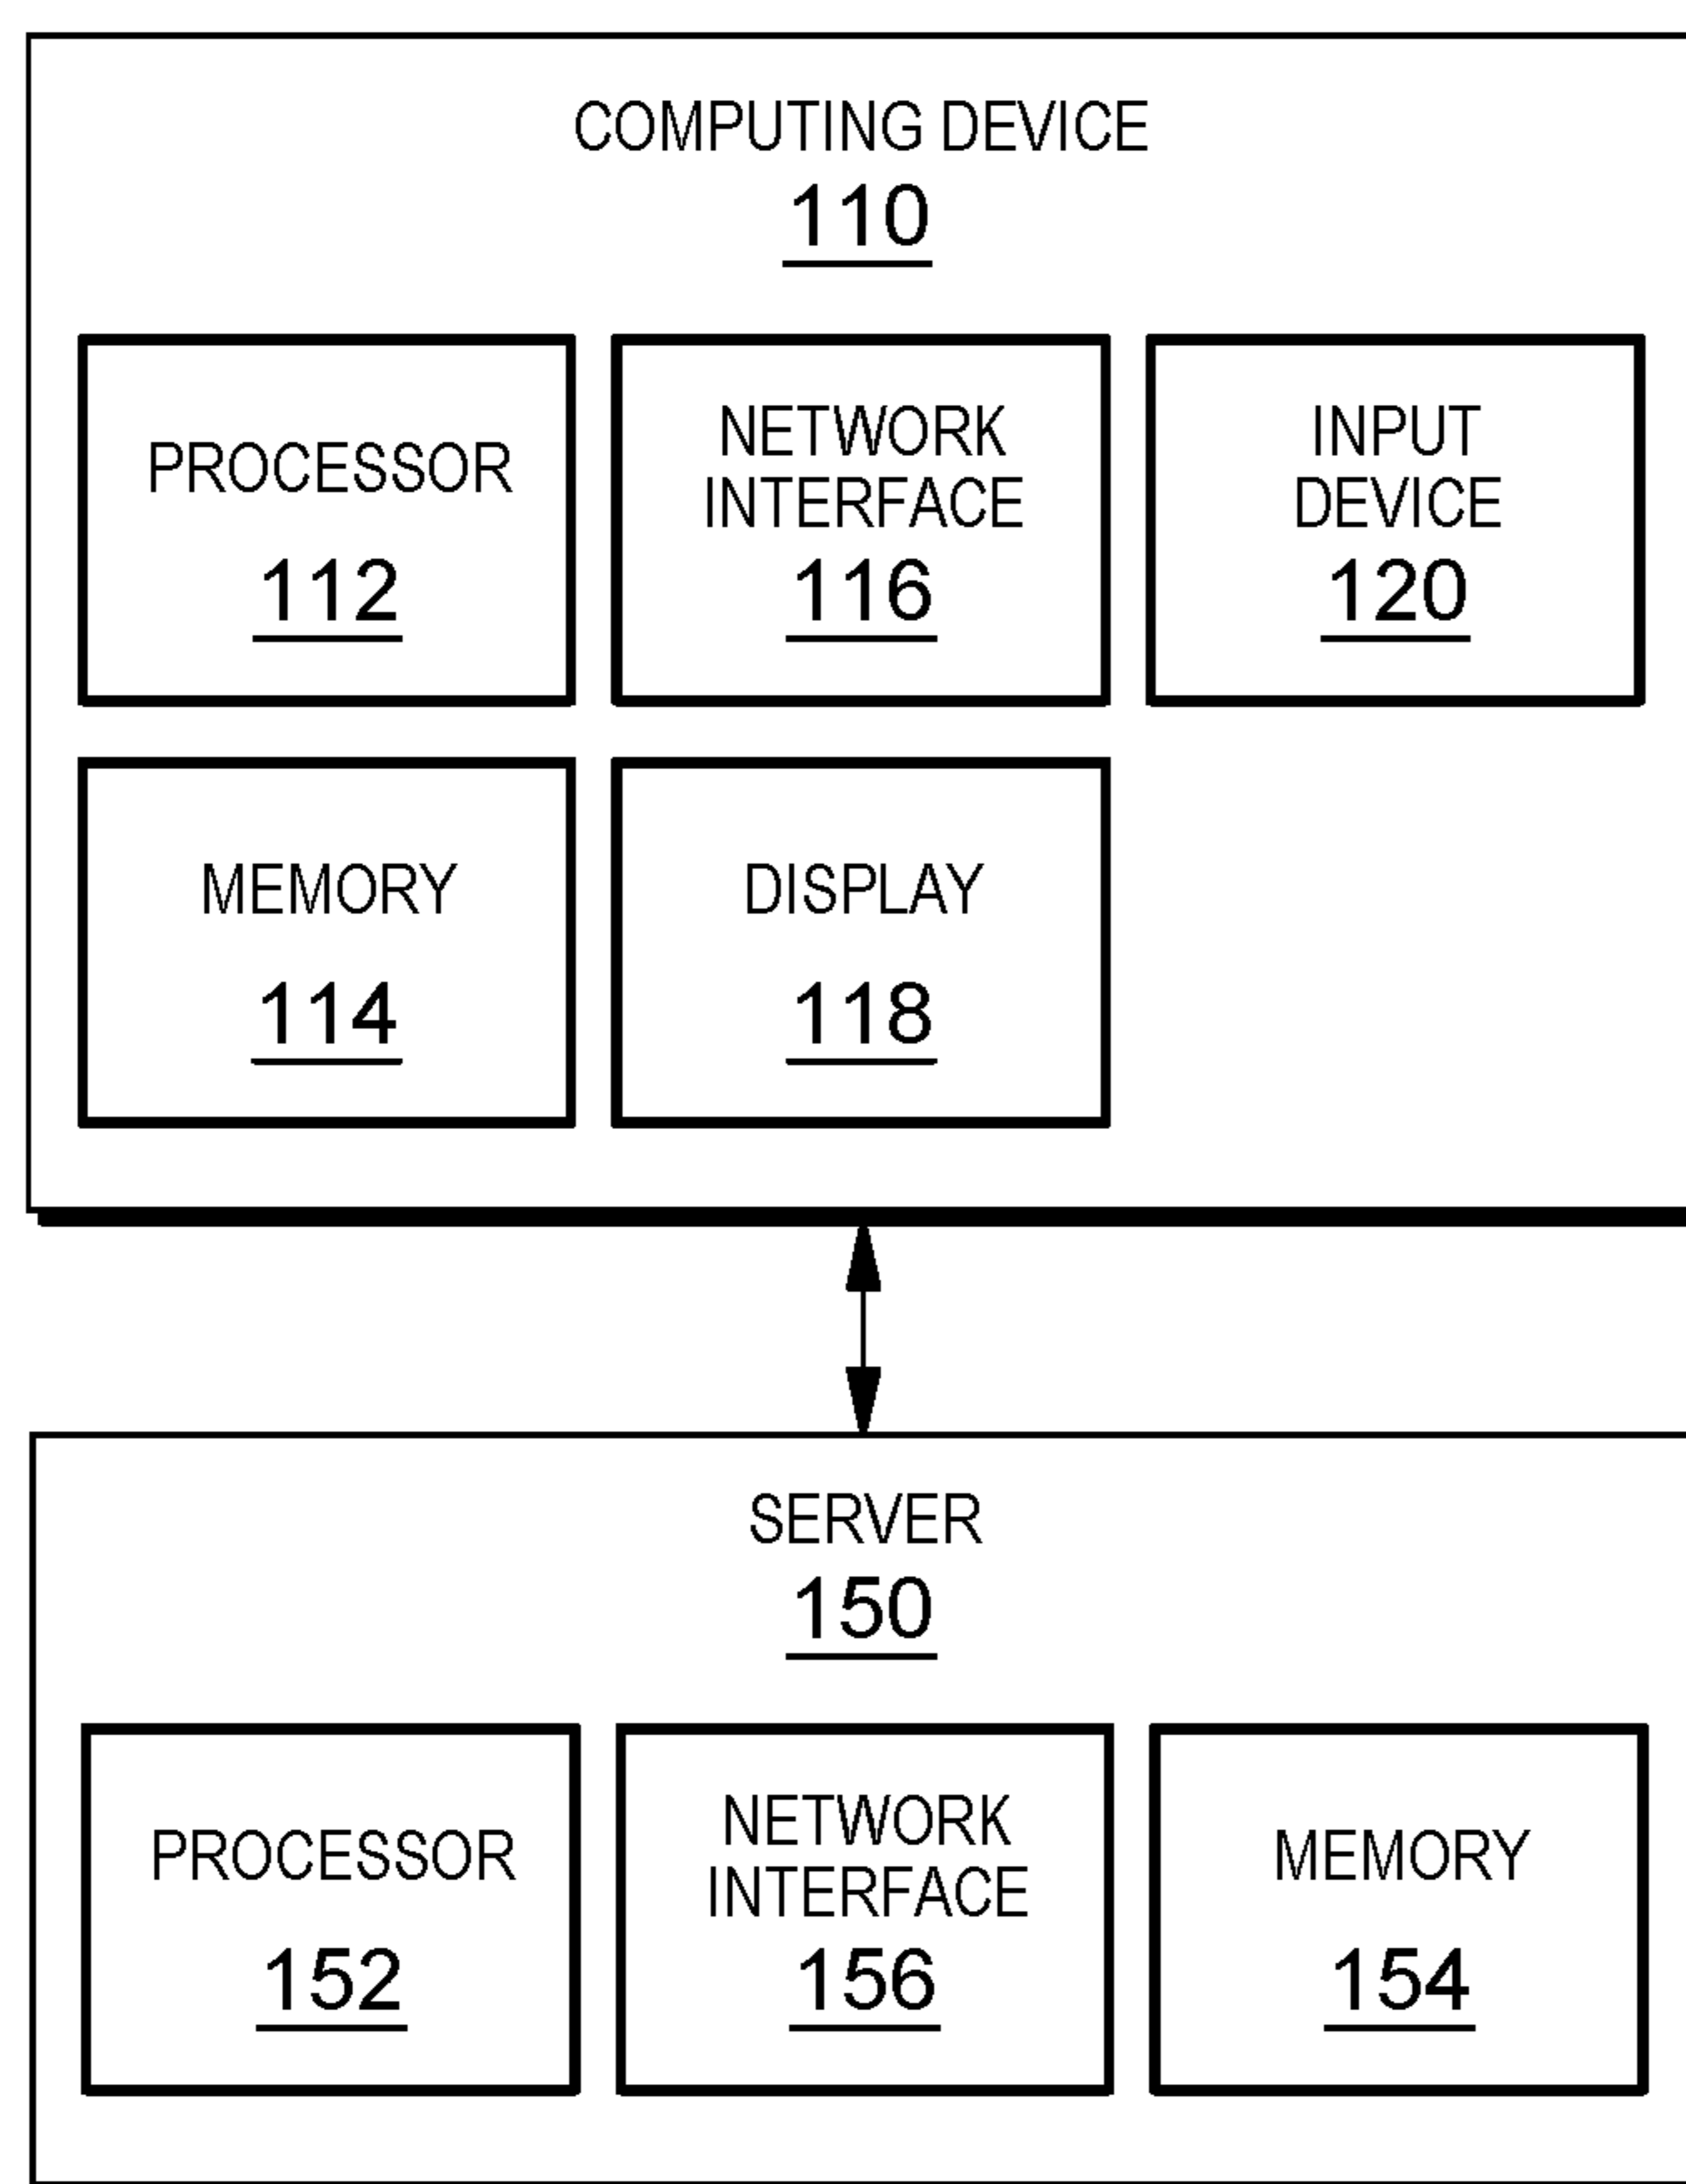 COMPUTING DEVICE
110
PROCESSOR
112
NETWORK
INTERFACE
116
INPUT
DEVICE
120
MEMORY
114
DISPLAY
118
SERVER
150
PROCESSOR
152
NETWORK
INTERFACE
156
MEMORY
154